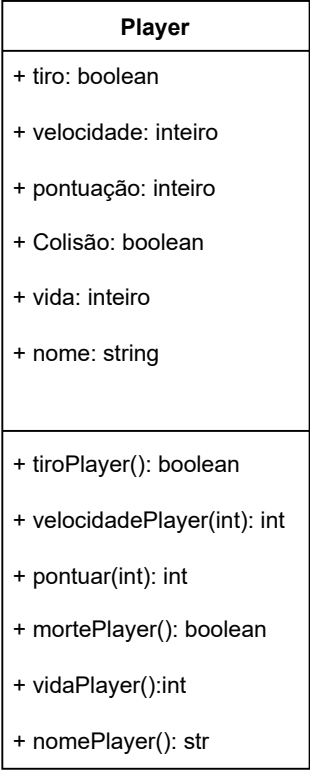 Player
+ tiro: boolean
+ velocidade: inteiro
+ pontuação: inteiro
+ Colisão: boolean
+ vida: inteiro
+ nome: string
+ tiroPlayer(): boolean
+ velocidadePlayer(int): int
+ pontuar(int): int
+ mortePlayer(): boolean
+ vidaPlayer():int
+ nomePlayer(): str